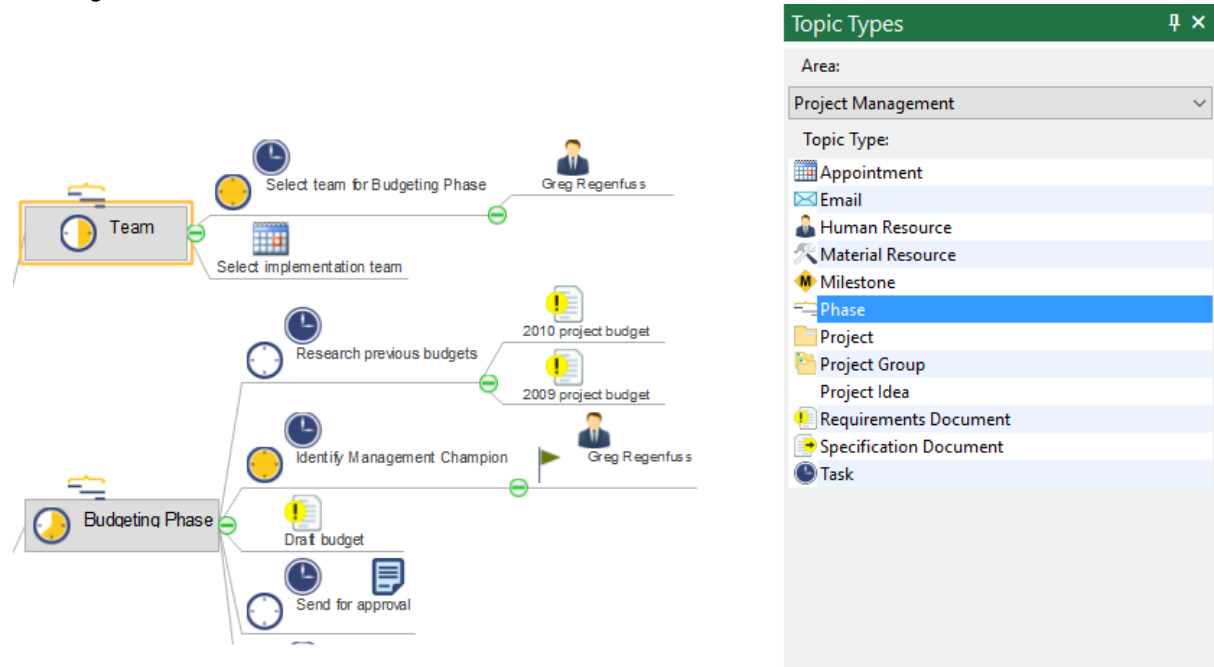 Select team for Budgeting Phase
Greg Regenfuss
Team
Select implementation team
2010 project budget
Research previous budgets
2009 project budget
Identify Management Champion
Greg Regenfuss
Budgeting Phase
Draft budget
Send for approval
Topic Types
Area:
Project Management
Topic Type:
Appointment
Email
Human Resource
Material Resource
M Milestone
Phase
Project
Project Group
Project Idea
Requirements Document
Specification Document
Task